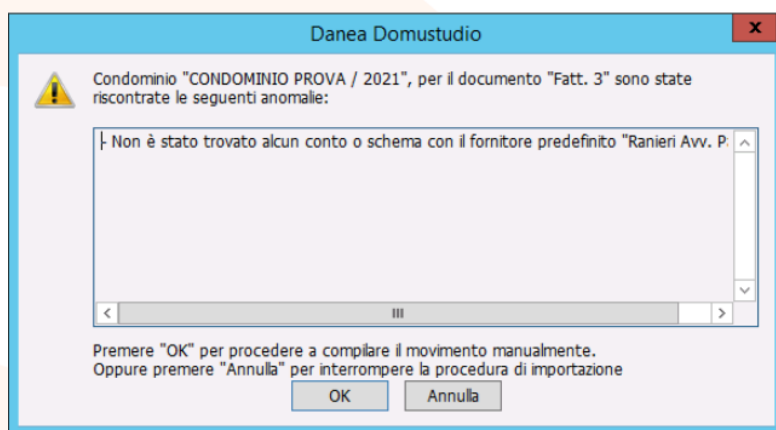 Danea Domustudio
x
Condominio "CONDOMINIO PROVA / 2021", per il documento "Fatt. 3" sono state
riscontrate le seguenti anomalie:
- Non è stato trovato alcun conto o schema con il fornitore predefinito "Ranieri Avv.
Premere "OK" per procedere a compilare il movimento manualmente.
Oppure premere "Annulla" per interrompere la procedura di importazione
OK
Annulla